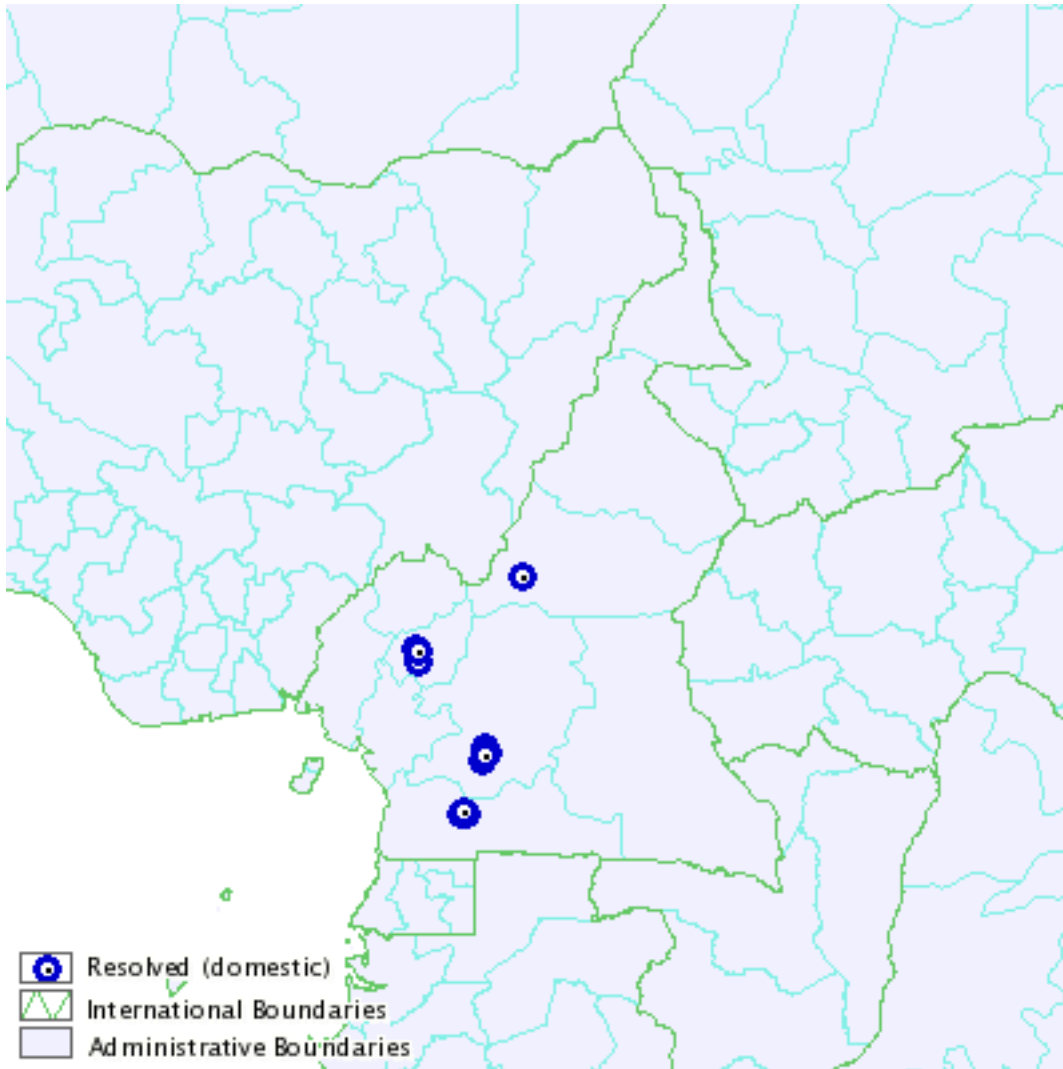 Resolved (domestic)
International Boundaries
Administrative Boundaries